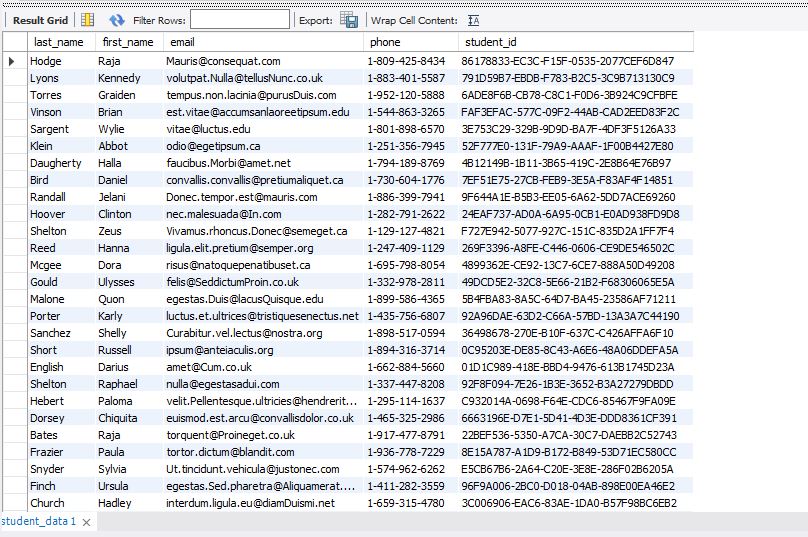 Result Grid Filter Rows: Export: Wrap Cell Content: IA
last_name first_name email phone student_id
Hodge Raja Mauris@consequat.com 1-809-425-8434 86178833-EC3C-F15F-0535-2077CEF6D847
Lyons Kennedy volutpat.Nulla@tellusNunc.co.uk 1-883-401-5587 791D59B7-EBDB-F783-B2C5-3C9B713130C9
Torres Graiden tempus.non.lacinia@purusDuis.com 1-952-120-5888 6ADE8F6B-CB78-C8C1-F0D6-3B924C9CFBFE
Vinson Brian est.vitae@accumsanlaoreetipsum.edu 1-544-863-3265 FAF3EFAC-577C-09F2-44AB-CAD2EED83F2C
Sargent Wylie vitae@luctus.edu 1-801-898-6570 3E753C29-329B-9D9D-BA7F-4DF3F5126A33
Klein Abbot odio@egetipsum.ca 1-251-356-7945 52F777E0-131F-79A9-AAAF-1F00B4427E80
Daugherty Halla faucibus.Morbi@amet.net 1-794-189-8769 4B12149B-1B11-3B65-419C-2E8B64E76B97
Bird Daniel convallis.convallis@pretiumaliquet.ca 1-730-604-1776 7EF51E75-27CB-FEB9-3E5A-F83AF4F14851
Randall Jelani Donec.tempor.est@mauris.com 1-886-399-7941 9F644A1E-B5B3-EE05-6A62-5DD7ACE69260
Hoover Clinton nec.malesuada@In.com 1-282-791-2622 24EAF737-AD0A-6A95-0CB1-E0AD938FD9D8
Shelton Zeus Vivamus.rhoncus.Donec@semeget.ca 1-129-127-4821 F727E942-5077-927C-151C-835D2A1FF7F4
Reed Hanna ligula.elit.pretium@semper.org 1-247-409-1129 269F3396-A8FE-C446-0606-CE9DE546502C
Mcgee Dora risus@natoquepenatibuset.ca 1-695-798-8054 4899362E-CE92-13C7-6CE7-888A50D49208
Gould Ulysses felis@SeddictumProin.co.uk 1-332-978-2811 49DCD5E2-32C8-5E66-21B2-F68306065E5A
Malone Quon egestas.Duis@lacusQuisque.edu 1-899-586-4365 5B4FBA83-8A5C-64D7-BA45-23586AF71211
Porter Karly luctus.et.ultrices@tristiquesenectus.net 1-435-756-6807 92A96DAE-63D2-C66A-57BD-13A3A7C44190
Sanchez Shelly Curabitur.vel.lectus@nostra.org 1-898-517-0594 36498678-270E-B10F-637C-C426AFFA6F10
Short Russell ipsum@anteiaculis.org 1-894-316-3714 0C95203E-DE85-8C43-A6E6-48A06DDEFA5A
English Darius amet@Cum.co.uk 1-662-884-5660 01D1C989-418E-BBD4-9476-613B1745D23A
Shelton Raphael nulla@egestasadui.com 1-337-447-8208 92F8F094-7E26-1B3E-3652-B3A27279DBDD
Hebert Paloma velit.Pellentesque.ultricies@hendrerit... 1-295-114-1637 C932014A-0698-F64E-CDC6-85467F9FA09E
Dorsey Chiquita euismod.est.arcu@convallisdolor.co.uk 1-465-325-2986 6663196E-D7E1-5D41-4D3E-DDD8361CF391
Bates Raja torquent@Proineget.co.uk 1-917-477-8791 22BEF536-5350-A7CA-30C7-DAEBB2C52743
Frazier Paula tortor.dictum@blandit.com 1-936-778-7229 8E15A787-A1D9-B172-B849-53D71EC580CC
Snyder Sylvia Ut.tincidunt.vehicula@justonec.com 1-574-962-6262 E5CB67B6-2A64-C20E-3E8E-286F02B6205A
Finch Ursula egestas.Sed.pharetra@Aliquamerat.... 1-411-282-3559 96F9A006-2BC0-D018-04AB-898E00EA46E2
Church Hadley interdum.ligula.eu@diamDuismi.net 1-659-315-4780 3C006906-EAC6-83AE-1DA0-B57F98BC6EB2
student_data 1